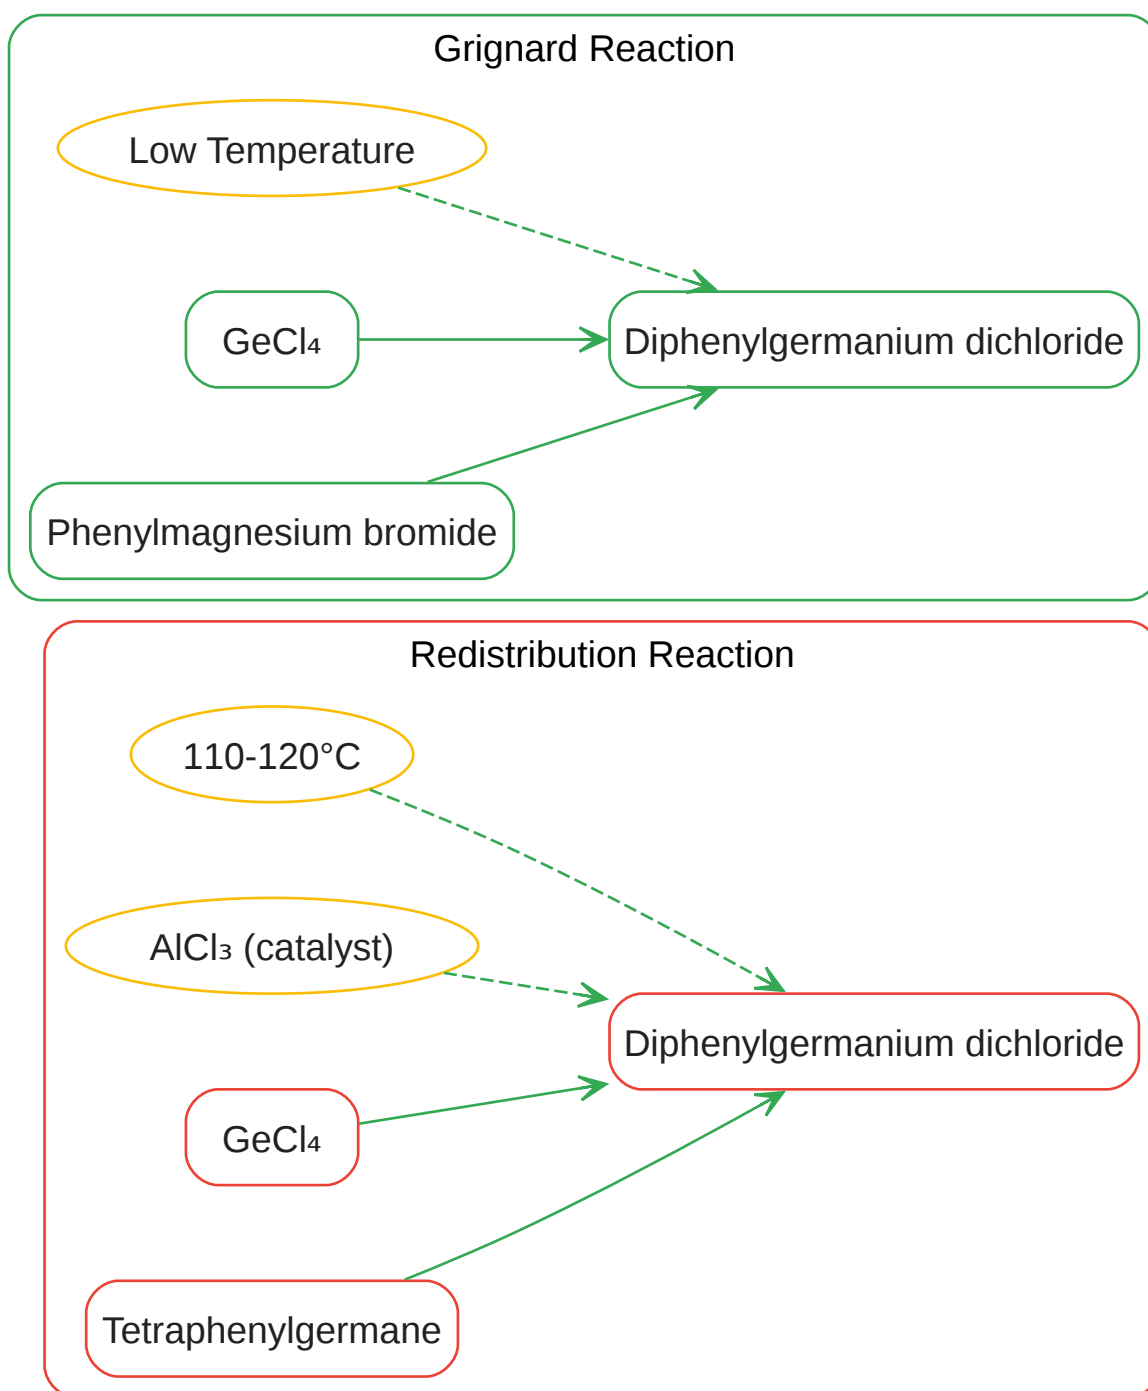 Grignard Reaction
Low Temperature
GeCl₄
Diphenylgermanium dichloride
Phenylmagnesium bromide
Redistribution Reaction
110-120°C
AlCl₃ (catalyst)
Diphenylgermanium dichloride
GeCl₄
Tetraphenylgermane